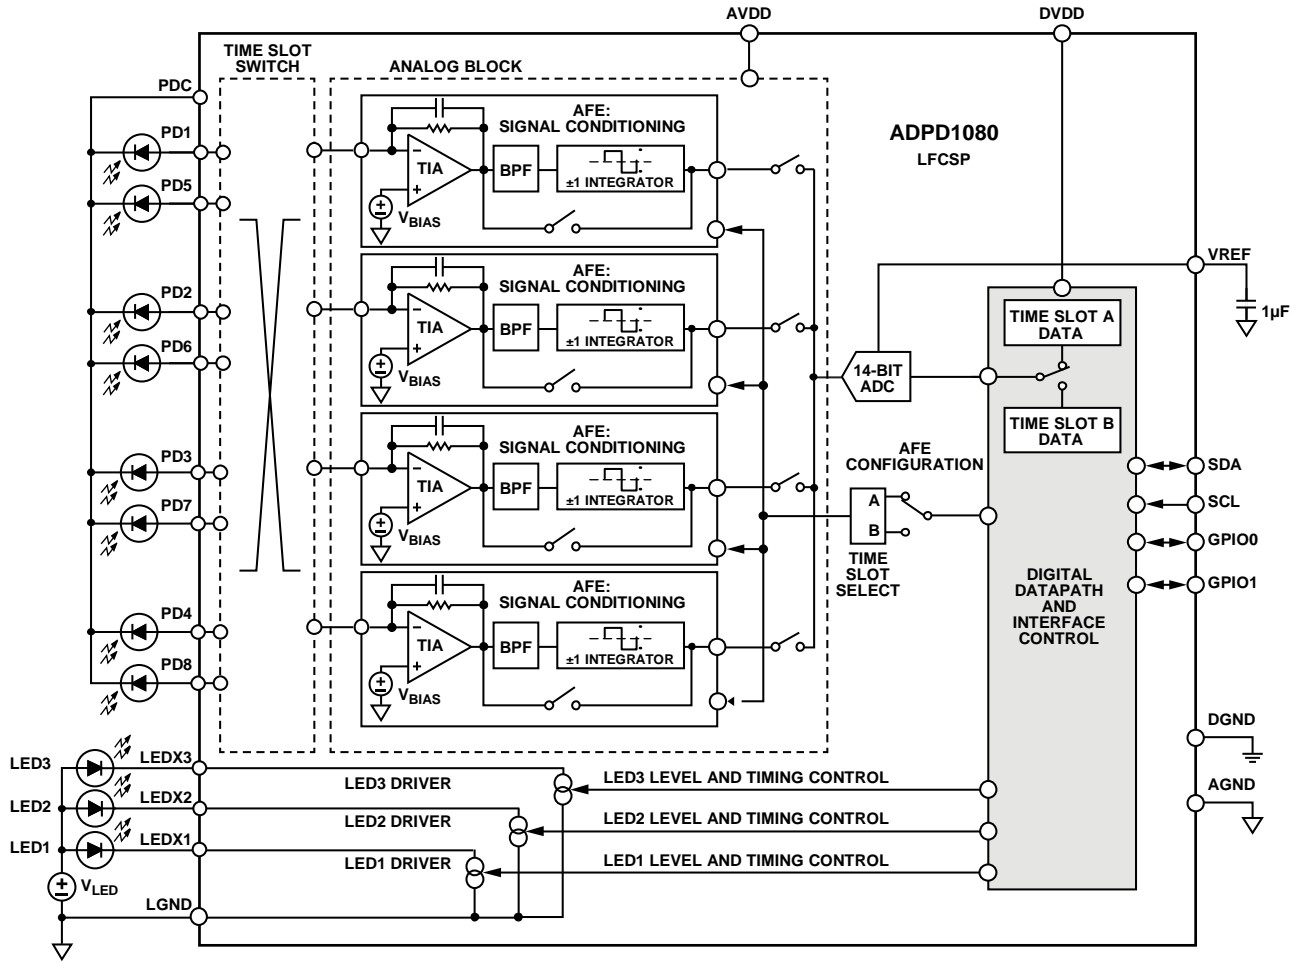 AVDD
DVDD
TIME SLOT
SWITCH
ANALOG BLOCK
PDC
AFE:
SIGNAL CONDITIONING
ADPD1080
LFCSP
PD1
−
TIA
+
BPF
±1 INTEGRATOR
PD5
VBIAS
VREF
1µF
AFE:
SIGNAL CONDITIONING
PD2
−
TIA
+
BPF
±1 INTEGRATOR
PD6
VBIAS
TIME SLOT A
DATA
14-BIT
ADC
TIME SLOT B
DATA
AFE:
SIGNAL CONDITIONING
AFE
CONFIGURATION
PD3
−
TIA
+
BPF
±1 INTEGRATOR
PD7
VBIAS
A
B
TIME
SLOT
SELECT
SDA
SCL
GPIO0
GPIO1
DIGITAL
DATAPATH
AND
INTERFACE
CONTROL
AFE:
SIGNAL CONDITIONING
PD4
−
TIA
+
BPF
±1 INTEGRATOR
PD8
VBIAS
DGND
AGND
LED3
LEDX3
LED3 DRIVER
LED3 LEVEL AND TIMING CONTROL
LED2
LEDX2
LED2 DRIVER
LED2 LEVEL AND TIMING CONTROL
LED1
LEDX1
LED1 DRIVER
LED1 LEVEL AND TIMING CONTROL
VLED
LGND